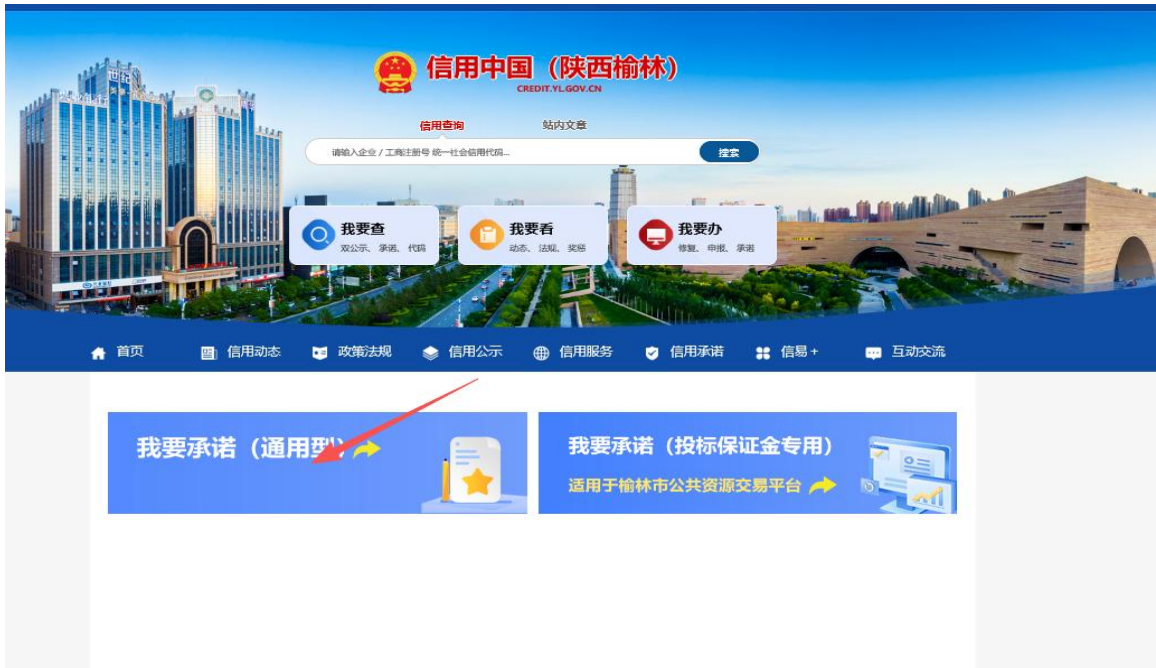 信用中国（陕西榆林）
CREDIT.YL.GOV.CN
信用查询 站内文章
请输入企业 / 工商注册号 统一社会信用代码... 搜索
我要查
双公示、承诺、代码
我要看
动态、法规、奖惩
我要办
修复、申报、承诺
首页 信用动态 政策法规 信用公示 信用服务 信用承诺 信易+ 互动交流
我要承诺（通用型）
我要承诺（投标保证金专用）
适用于榆林市公共资源交易平台